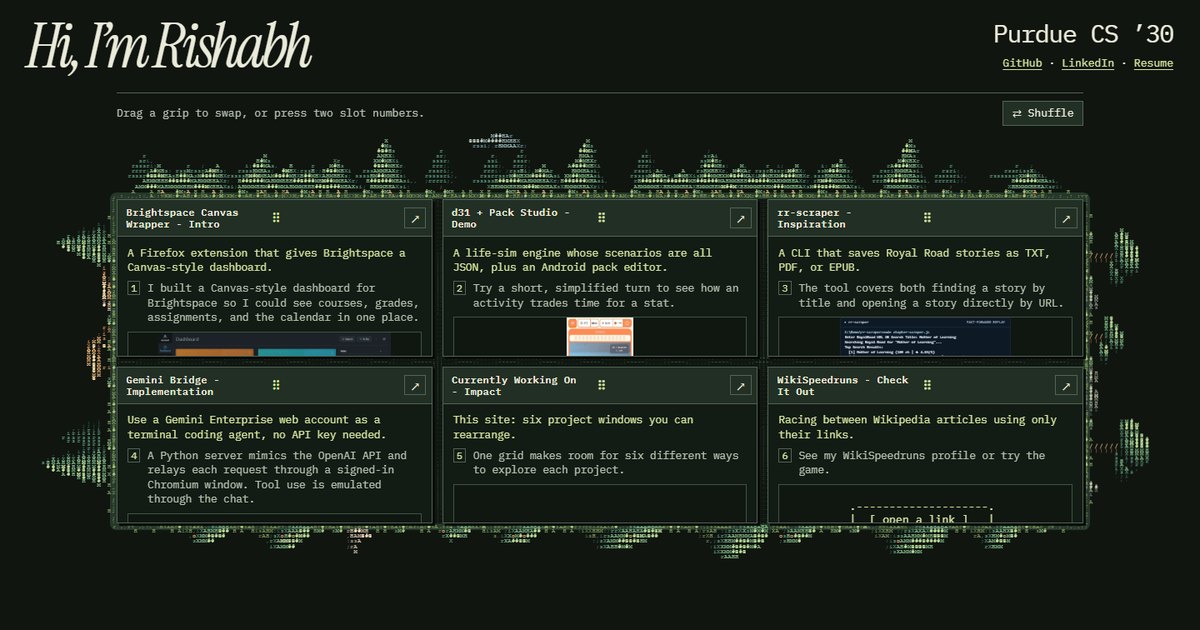 Hi, I'm Rishabh
Purdue CS ’30
GitHub · LinkedIn · Resume
Drag a grip to swap, or press two slot numbers.
⇄ Shuffle
Brightspace Canvas
Wrapper - Intro
A Firefox extension that gives Brightspace a
Canvas-style dashboard.
1 I built a Canvas-style dashboard for
Brightspace so I could see courses, grades,
assignments, and the calendar in one place.
Dashboard
d31 + Pack Studio -
Demo
A life-sim engine whose scenarios are all
JSON, plus an Android pack editor.
2 Try a short, simplified turn to see how an
activity trades time for a stat.
rr-scraper -
Inspiration
A CLI that saves Royal Road stories as TXT,
PDF, or EPUB.
3 The tool covers both finding a story by
title and opening a story directly by URL.
Gemini Bridge -
Implementation
Use a Gemini Enterprise web account as a
terminal coding agent, no API key needed.
4 A Python server mimics the OpenAI API and
relays each request through a signed-in
Chromium window. Tool use is emulated
through the chat.
Currently Working On
- Impact
This site: six project windows you can
rearrange.
5 One grid makes room for six different ways
to explore each project.
WikiSpeedruns - Check
It Out
Racing between Wikipedia articles using only
their links.
6 See my WikiSpeedruns profile or try the
game.
[ open a link ]